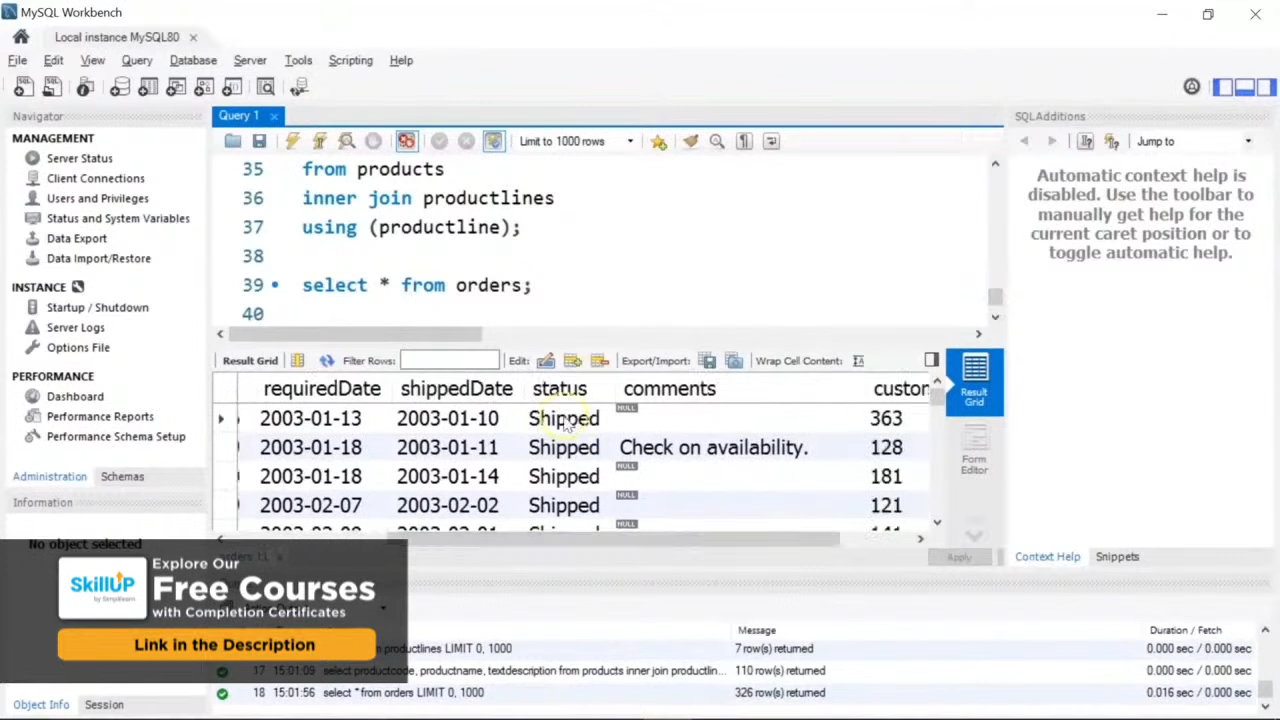 MySQL Workbench
Local instance MySQL80
File Edit View Query Database Server Tools Scripting Help
Navigator
MANAGEMENT
Server Status
Client Connections
Users and Privileges
Status and System Variables
Data Export
Data Import/Restore
INSTANCE
Startup / Shutdown
Server Logs
Options File
PERFORMANCE
Dashboard
Performance Reports
Performance Schema Setup
Administration Schemas
Information
No object selected
Query 1
Limit to 1000 rows
35 from products
36 inner join productlines
37 using (productline);
38
39 select * from orders;
40
Result Grid Filter Rows: Edit: Export/Import: Wrap Cell Content:
requiredDate shippedDate status comments custom
2003-01-13 2003-01-10 Shipped NULL 363
2003-01-18 2003-01-11 Shipped Check on availability. 128
2003-01-18 2003-01-14 Shipped NULL 181
2003-02-07 2003-02-02 Shipped NULL 121
NULL
Result Grid
Form Editor
Apply
SQLAdditions
Jump to
Automatic context help is
disabled. Use the toolbar to
manually get help for the
current caret position or to
toggle automatic help.
Context Help Snippets
Message Duration / Fetch
productlines LIMIT 0, 1000 7 row(s) returned 0.000 sec / 0.000 sec
17 15:01:09 select productcode, productname, textdescription from products inner join productlin... 110 row(s) returned 0.000 sec / 0.000 sec
18 15:01:56 select * from orders LIMIT 0, 1000 326 row(s) returned 0.016 sec / 0.000 sec
Object Info Session
SkillUP
by Simplilearn
Explore Our
Free Courses
with Completion Certificates
Link in the Description